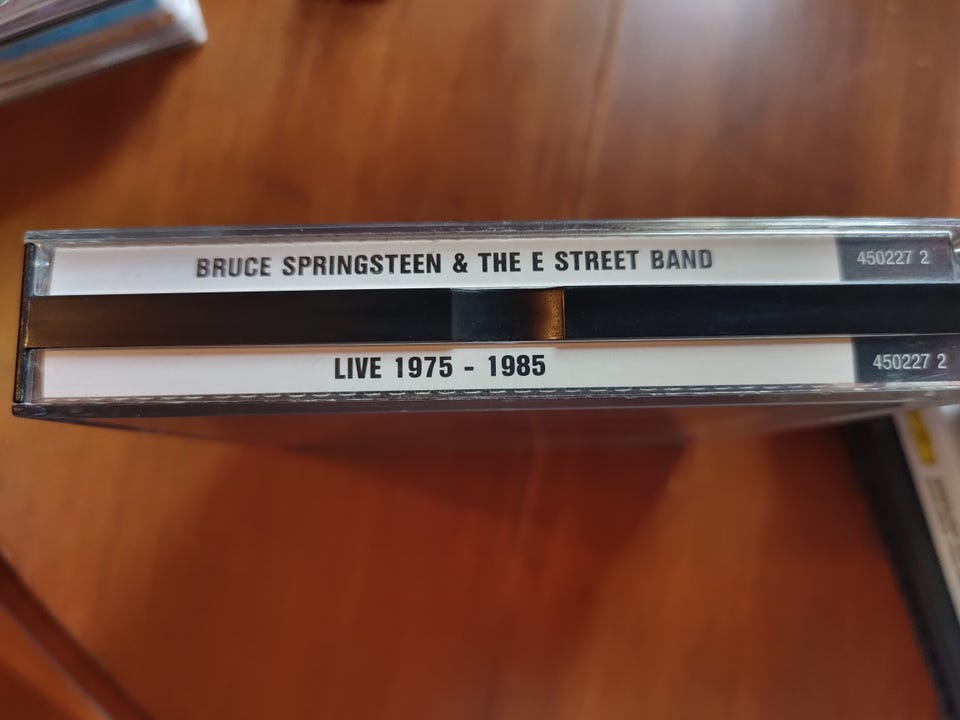 BRUCE SPRINGSTEEN & THE E STREET BAND 450227 2
LIVE 1975 - 1985 450227 2